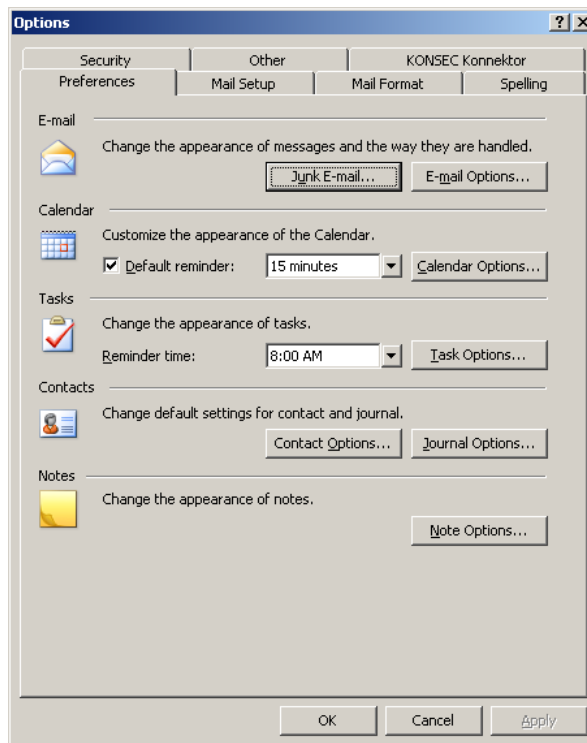 Options
Security Other KONSEC Konnektor
Preferences Mail Setup Mail Format Spelling
E-mail
Change the appearance of messages and the way they are handled.
Junk E-mail... E-mail Options...
Calendar
Customize the appearance of the Calendar.
Default reminder: 15 minutes Calendar Options...
Tasks
Change the appearance of tasks.
Reminder time: 8:00 AM Task Options...
Contacts
Change default settings for contact and journal.
Contact Options... Journal Options...
Notes
Change the appearance of notes.
Note Options...
OK Cancel Apply